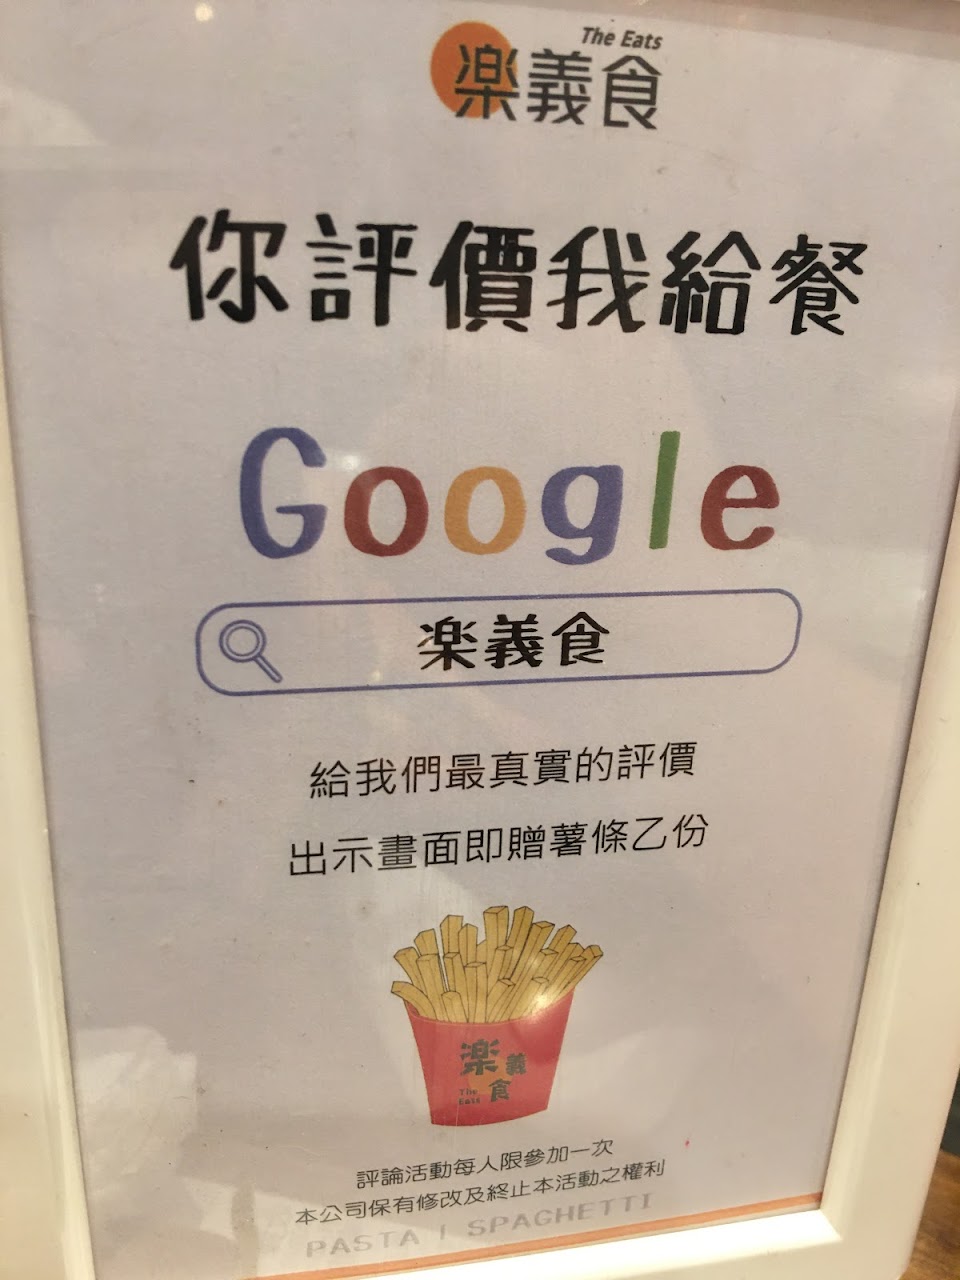 The Eats
楽義食
你評價我給餐
Google
楽義食
給我們最真實的評價
出示畫面即贈薯條乙份
楽義
The 食
Eats
評論活動每人限參加一次
本公司保有修改及終止本活動之權利
PASTA | SPAGHETTI